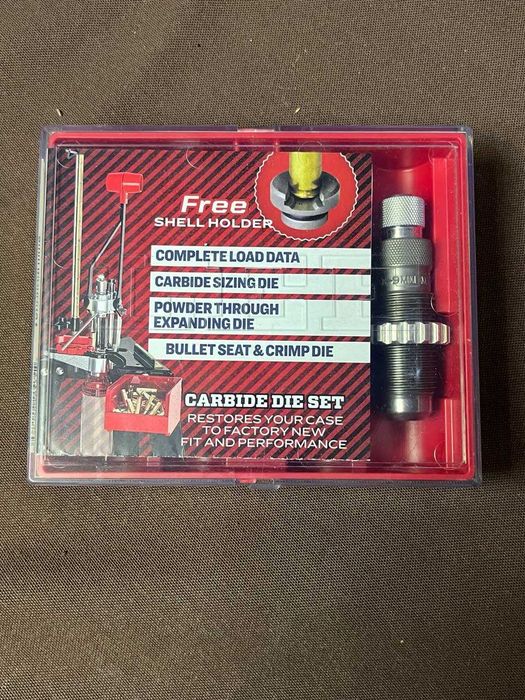 Free
SHELL HOLDER
COMPLETE LOAD DATA
CARBIDE SIZING DIE
POWDER THROUGH
EXPANDING DIE
BULLET SEAT & CRIMP DIE
CARBIDE DIE SET
RESTORES YOUR CASE
TO FACTORY NEW
FIT AND PERFORMANCE
LEE